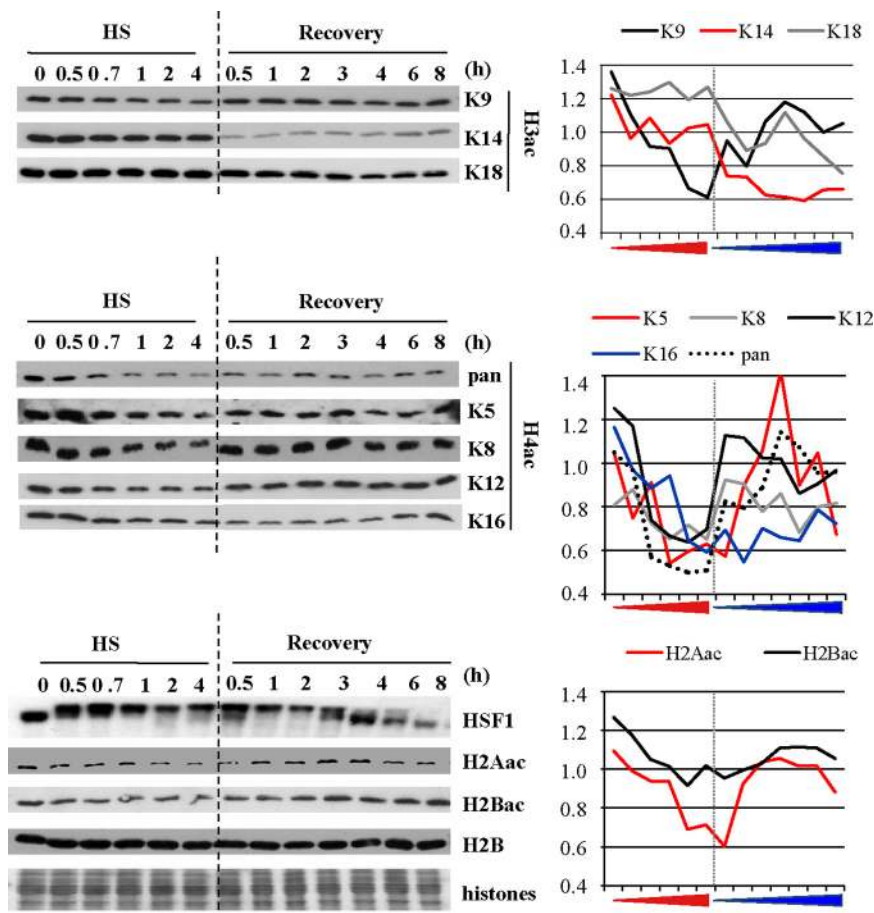 HS Recovery
0 0.5 0 .7 1 2 4 0.5 1 2 3 4 6 8 (h)
K9
K14
K18
H3ac
K9 K14 K18
1.4
1.2
1.0
0.8
0.6
0.4
HS Recovery
0 0.5 0 .7 1 2 4 0.5 1 2 3 4 6 8 (h)
pan
K5
K8
K12
K16
H4ac
K5 K8 K12
K16 pan
1.4
1.2
1.0
0.8
0.6
0.4
HS Recovery
0 0.5 0 .7 1 2 4 0.5 1 2 3 4 6 8 (h)
HSF1
H2Aac
H2Bac
H2B
histones
H2Aac H2Bac
1.4
1.2
1.0
0.8
0.6
0.4